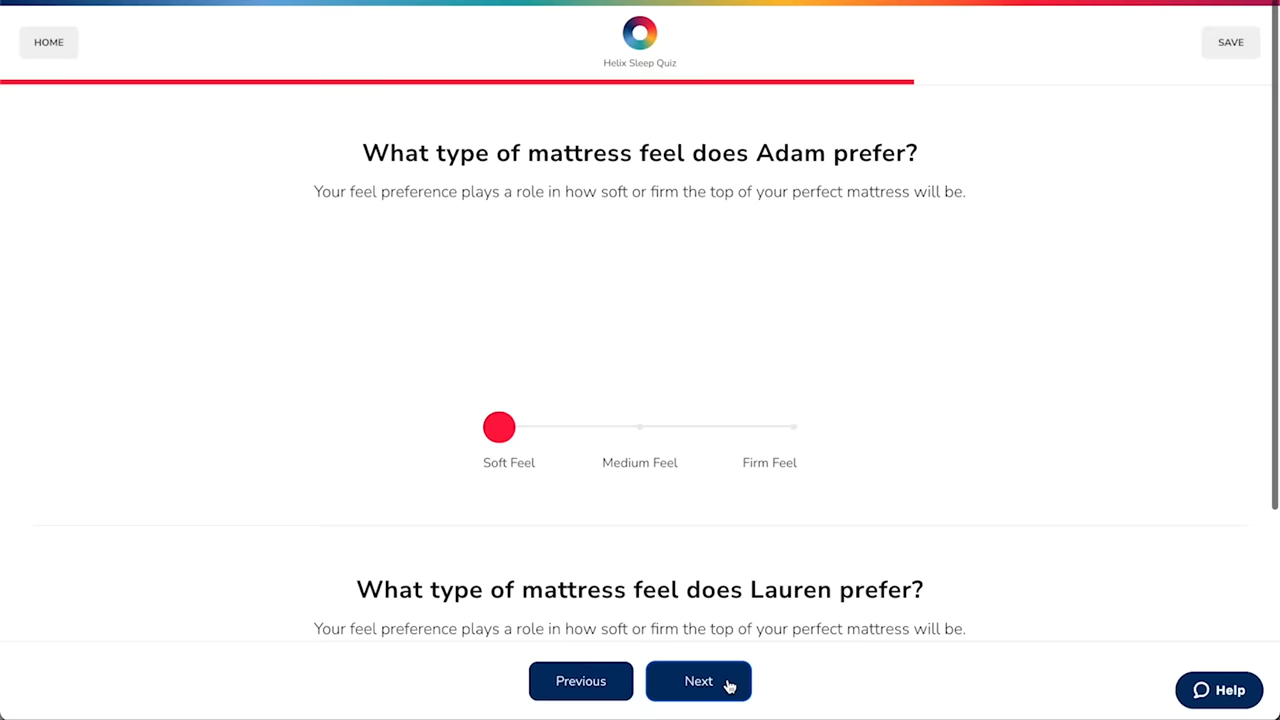 HOME
Helix Sleep Quiz
SAVE
What type of mattress feel does Adam prefer?
Your feel preference plays a role in how soft or firm the top of your perfect mattress will be.
Soft Feel
Medium Feel
Firm Feel
What type of mattress feel does Lauren prefer?
Your feel preference plays a role in how soft or firm the top of your perfect mattress will be.
Previous
Next
Help